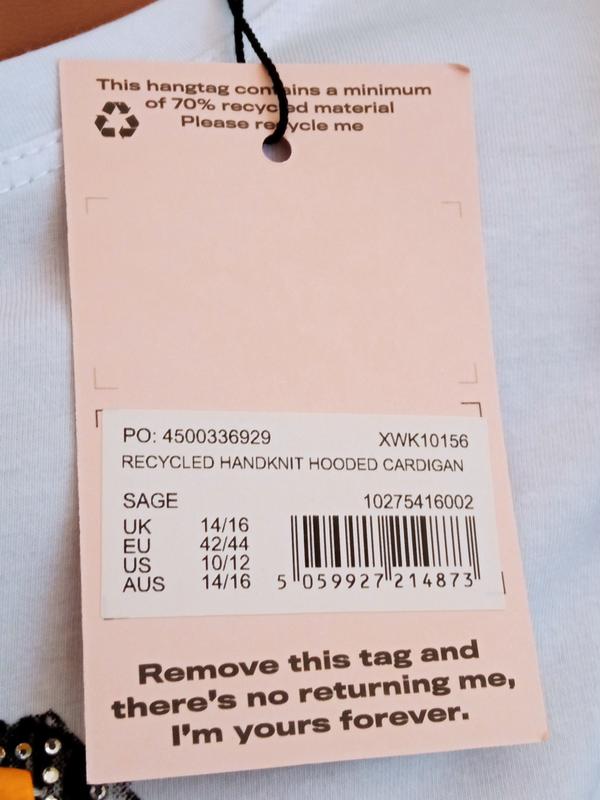 This hangtag contains a minimum
of 70% recycled material
Please recycle me
PO: 4500336929 XWK10156
RECYCLED HANDKNIT HOODED CARDIGAN
SAGE 10275416002
UK 14/16
EU 42/44
US 10/12
AUS 14/16 5 059927 214873
Remove this tag and
there's no returning me,
I'm yours forever.